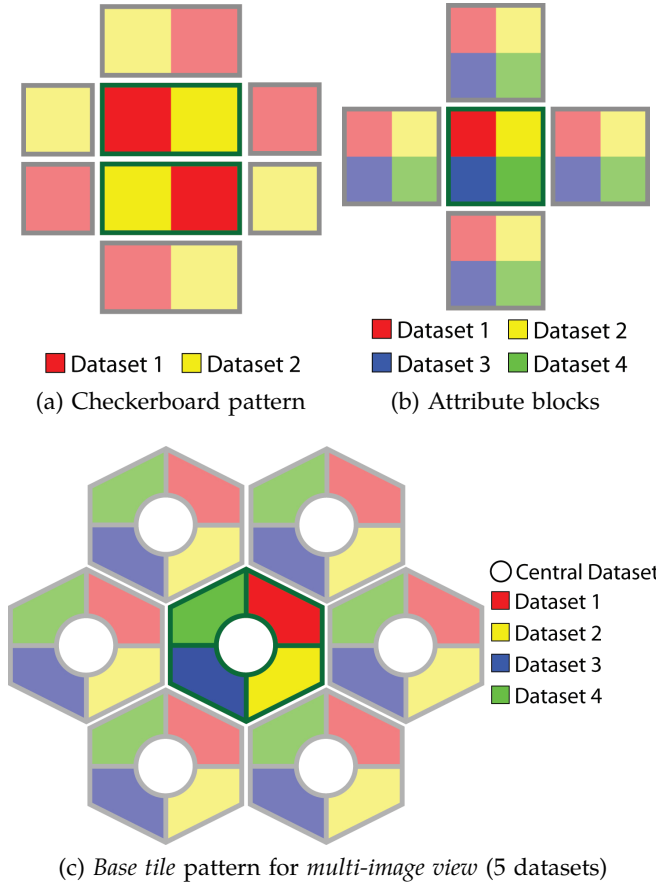 Dataset 1 Dataset 2
(a) Checkerboard pattern
Dataset 1 Dataset 2
Dataset 3 Dataset 4
(b) Attribute blocks
Central Dataset
Dataset 1
Dataset 2
Dataset 3
Dataset 4
(c) Base tile pattern for multi-image view (5 datasets)